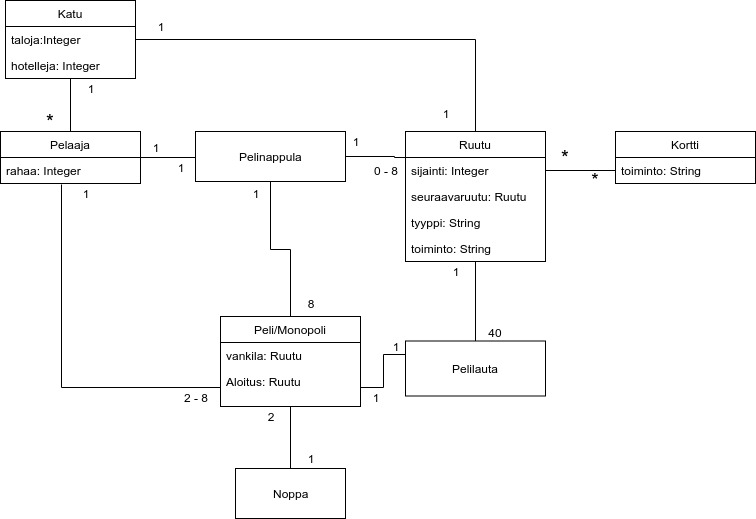 Katu
taloja:Integer
hotelleja: Integer
1
1
1
*
1
Pelaaja
rahaa: Integer
1
1
1
Pelinappula
1
1
0 - 8
Ruutu
sijainti: Integer
seuraavaruutu: Ruutu
tyyppi: String
toiminto: String
*
*
Kortti
toiminto: String
1
8
40
Peli/Monopoli
vankila: Ruutu
Aloitus: Ruutu
1
Pelilauta
2 - 8
1
2
1
Noppa